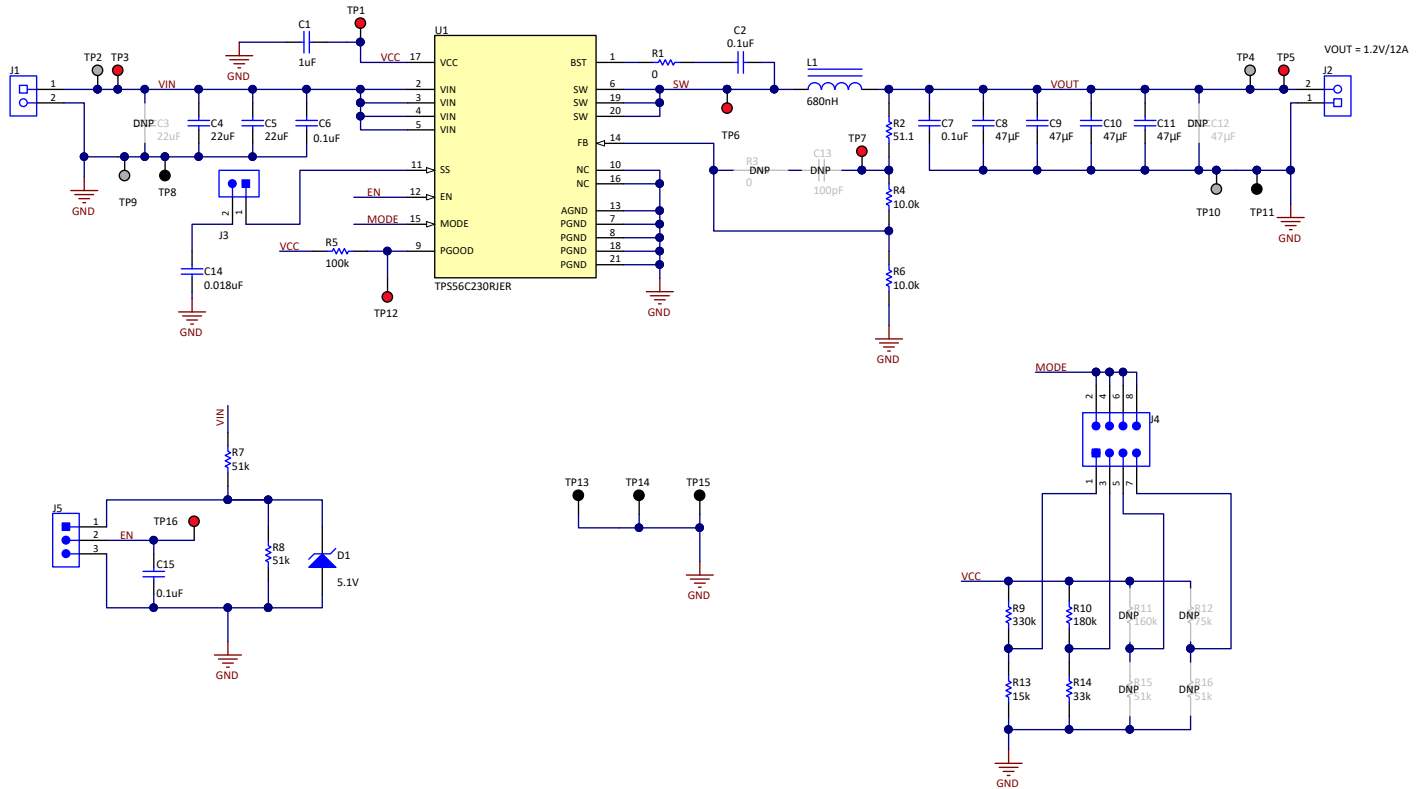 TP1
C1
1uF
GND
VCC 17
U1
VCC
BST
1
R1
0
C2
0.1uF
L1
680nH
VOUT = 1.2V/12A
J1
1
2
TP2
TP3
VIN
DNP
C3
22uF
C4
22uF
C5
22uF
C6
0.1uF
2 VIN
3 VIN
4 VIN
5 VIN
SW 6
SW 19
SW 20
SW
TP6
FB 14
R3
0
DNP
C13
100pF
DNP
TP7
R2
51.1
VOUT
C7
0.1uF
C8
47µF
C9
47µF
C10
47µF
C11
47µF
DNP
C12
47µF
TP4
TP5
J2
2
1
GND
TP9
TP8
11 SS
EN 12 EN
MODE 15 MODE
9 PGOOD
NC 10
NC 16
AGND 13
PGND 7
PGND 8
PGND 18
PGND 21
R4
10.0k
TP10
TP11
GND
J3
2
1
VCC
R5
100k
C14
0.018uF
GND
TP12
TPS56C230RJER
GND
R6
10.0k
GND
VIN
R7
51k
J5
1
2
3
EN
TP16
C15
0.1uF
R8
51k
D1
5.1V
GND
TP13
TP14
TP15
GND
MODE
2
4
6
8
J4
1
3
5
7
VCC
R9
330k
R10
180k
DNP
R11
160k
DNP
R12
75k
R13
15k
R14
33k
DNP
R15
51k
DNP
R16
51k
GND